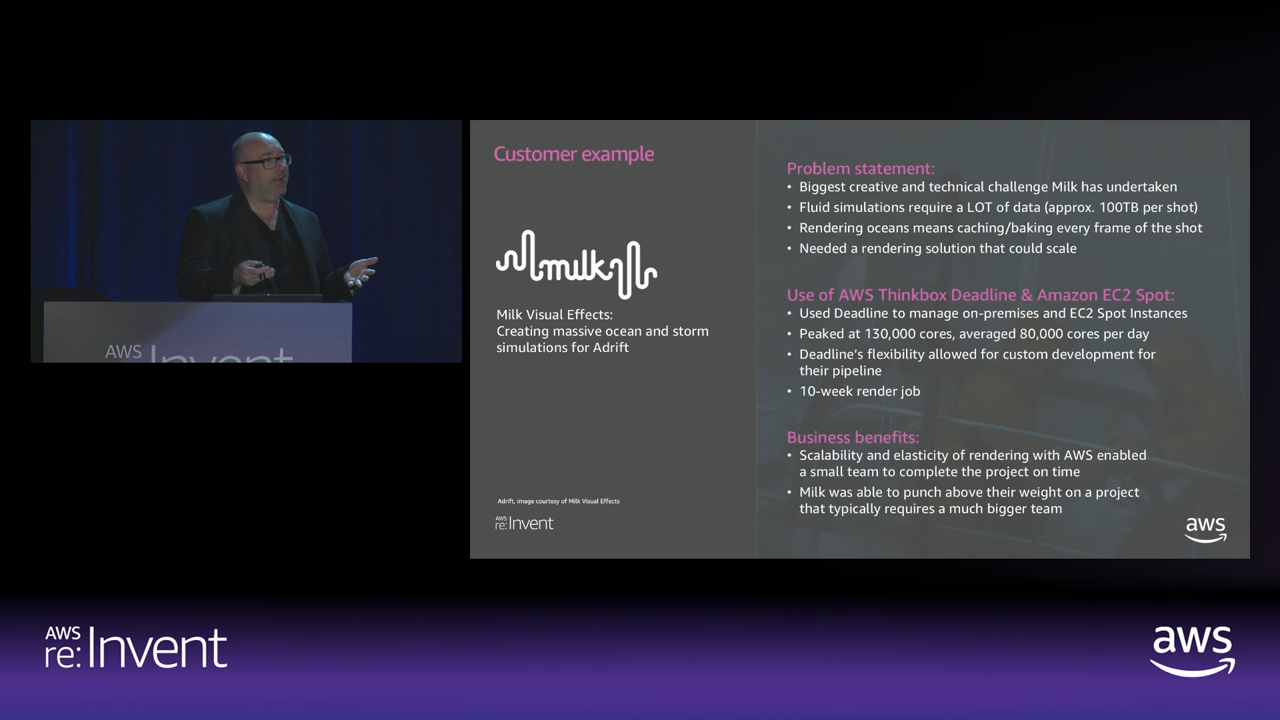 AWS
Invent
Customer example
milk
Milk Visual Effects:
Creating massive ocean and storm
simulations for Adrift
Adrift, image courtesy of Milk Visual Effects
AWS
re:Invent
Problem statement:
• Biggest creative and technical challenge Milk has undertaken
• Fluid simulations require a LOT of data (approx. 100TB per shot)
• Rendering oceans means caching/baking every frame of the shot
• Needed a rendering solution that could scale
Use of AWS Thinkbox Deadline & Amazon EC2 Spot:
• Used Deadline to manage on-premises and EC2 Spot Instances
• Peaked at 130,000 cores, averaged 80,000 cores per day
• Deadline's flexibility allowed for custom development for
their pipeline
• 10-week render job
Business benefits:
• Scalability and elasticity of rendering with AWS enabled
a small team to complete the project on time
• Milk was able to punch above their weight on a project
that typically requires a much bigger team
aws
AWS
re:Invent
aws